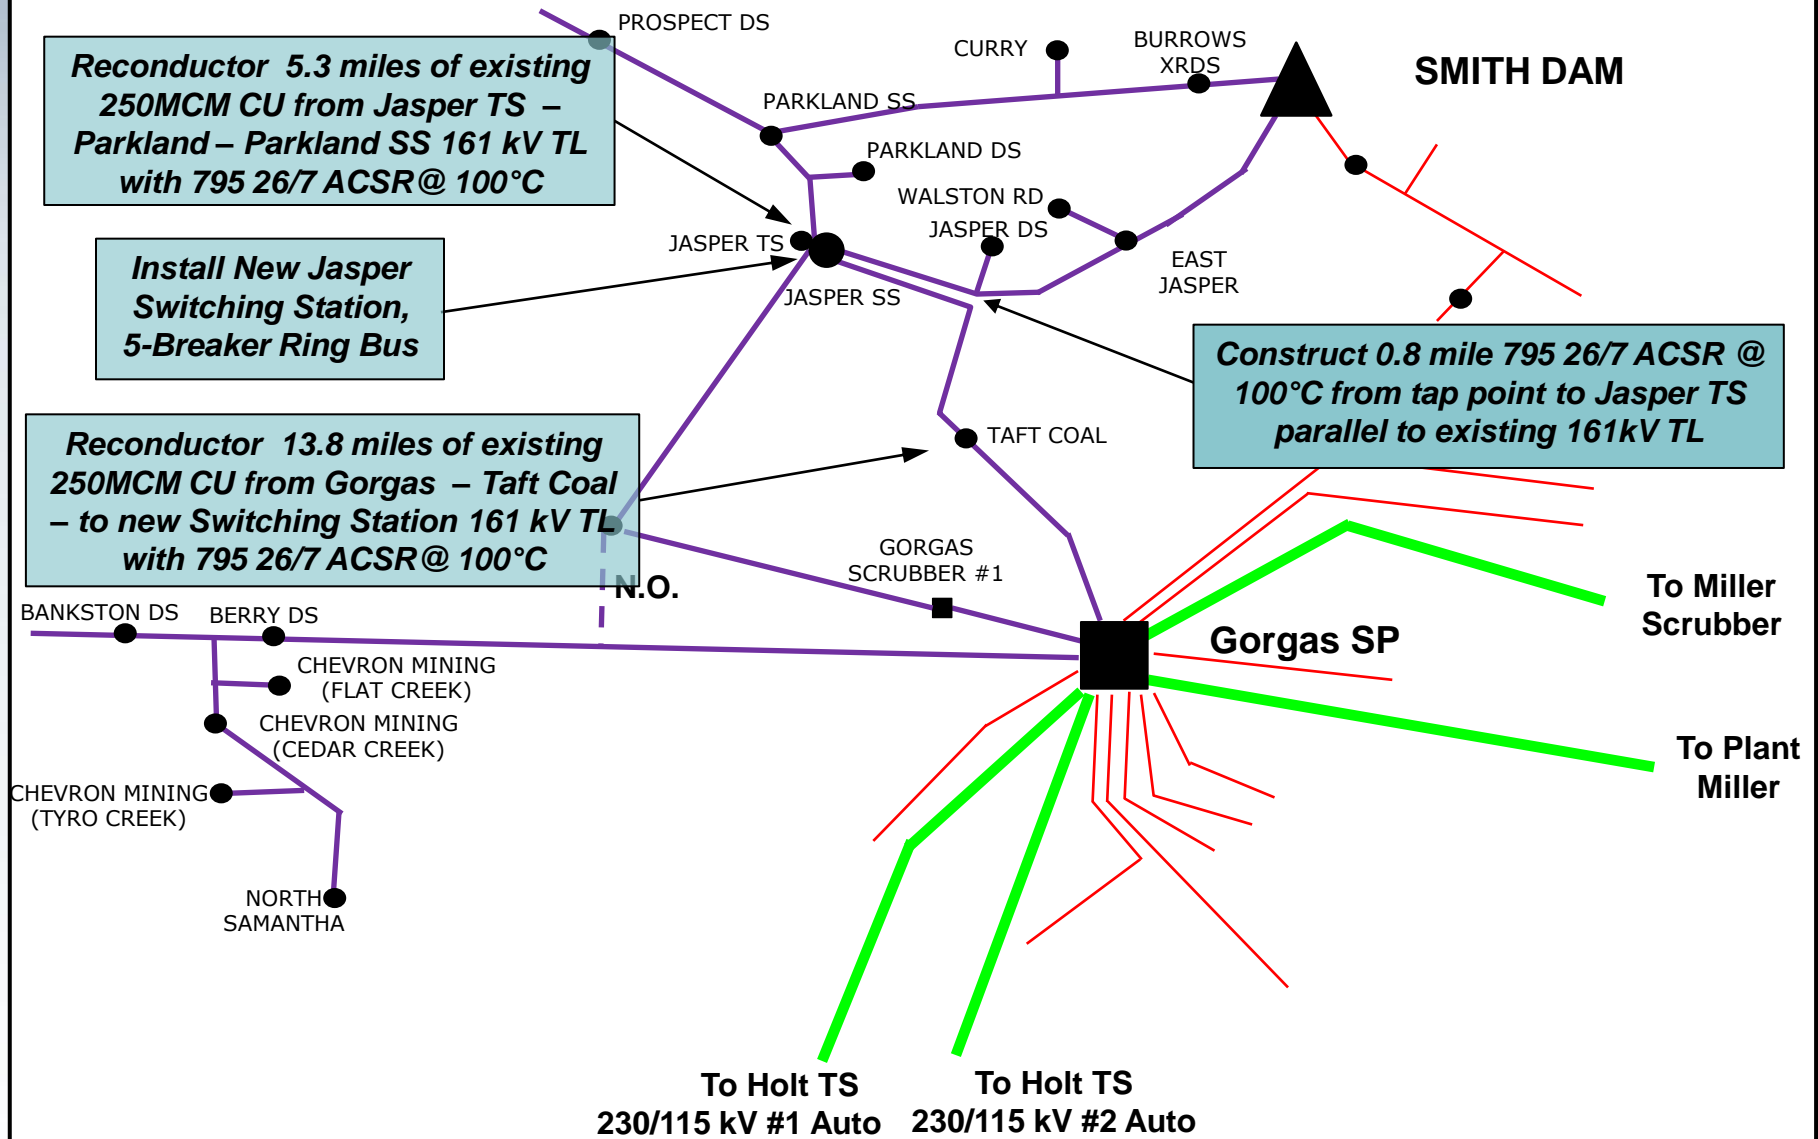 PROSPECT DS
CURRY
BURROWS
XRDS
SMITH DAM
Reconductor 5.3 miles of existing
250MCM CU from Jasper TS –
Parkland – Parkland SS 161 kV TL
with 795 26/7 ACSR@ 100°C
PARKLAND SS
PARKLAND DS
WALSTON RD
JASPER DS
JASPER TS
EAST
JASPER
JASPER SS
Install New Jasper
Switching Station,
5-Breaker Ring Bus
Construct 0.8 mile 795 26/7 ACSR @
100°C from tap point to Jasper TS
parallel to existing 161kV TL
Reconductor 13.8 miles of existing
250MCM CU from Gorgas – Taft Coal
– to new Switching Station 161 kV TL
with 795 26/7 ACSR@ 100°C
TAFT COAL
GORGAS
SCRUBBER #1
N.O.
To Miller
Scrubber
Gorgas SP
BANKSTON DS
BERRY DS
CHEVRON MINING
(FLAT CREEK)
CHEVRON MINING
(CEDAR CREEK)
To Plant
Miller
CHEVRON MINING
(TYRO CREEK)
NORTH
SAMANTHA
To Holt TS
230/115 kV #1 Auto
To Holt TS
230/115 kV #2 Auto